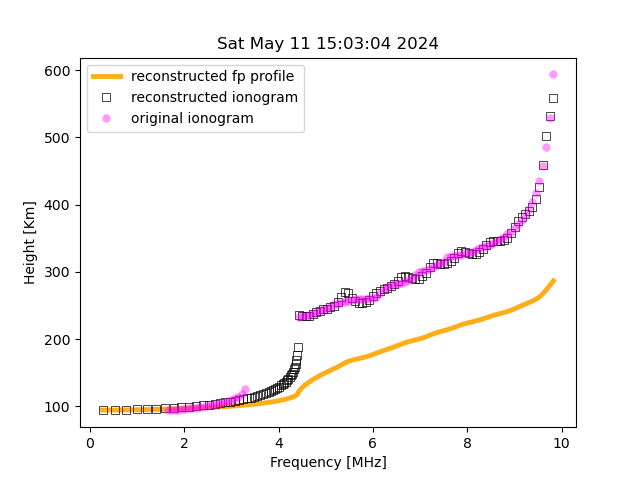 Sat May 11 15:03:04 2024
reconstructed fp profile
reconstructed ionogram
original ionogram
Height [Km]
600
500
400
300
200
100
0 2 4 6 8 10
Frequency [MHz]